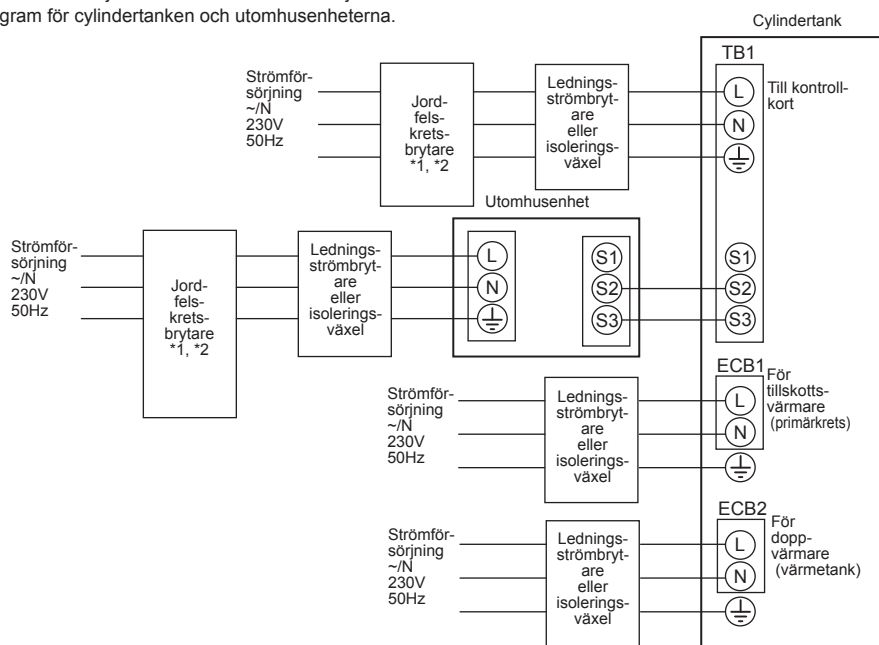 gram för cylindertanken och utomhusenheterna.
Cylindertank
TB1
Strömför-
sörjning
~/N
230V
50Hz
Jord-
fels-
krets-
brytare
*1, *2
Lednings-
strömbryt-
are
eller
isolerings-
växel
L
N
Till kontroll-
kort
Utomhusenhet
Strömför-
sörjning
~/N
230V
50Hz
Jord-
fels-
krets-
brytare
*1, *2
Lednings-
strömbryt-
are
eller
isolerings-
växel
L
N
S1
S2
S3
S1
S2
S3
ECB1
För
tillskotts-
värmare
(primärkrets)
Strömför-
sörjning
~/N
230V
50Hz
Lednings-
strömbryt-
are
eller
isolerings-
växel
L
N
ECB2
För
dopp-
värmare
(värmetank)
Strömför-
sörjning
~/N
230V
50Hz
Lednings-
strömbryt-
are
eller
isolerings-
växel
L
N